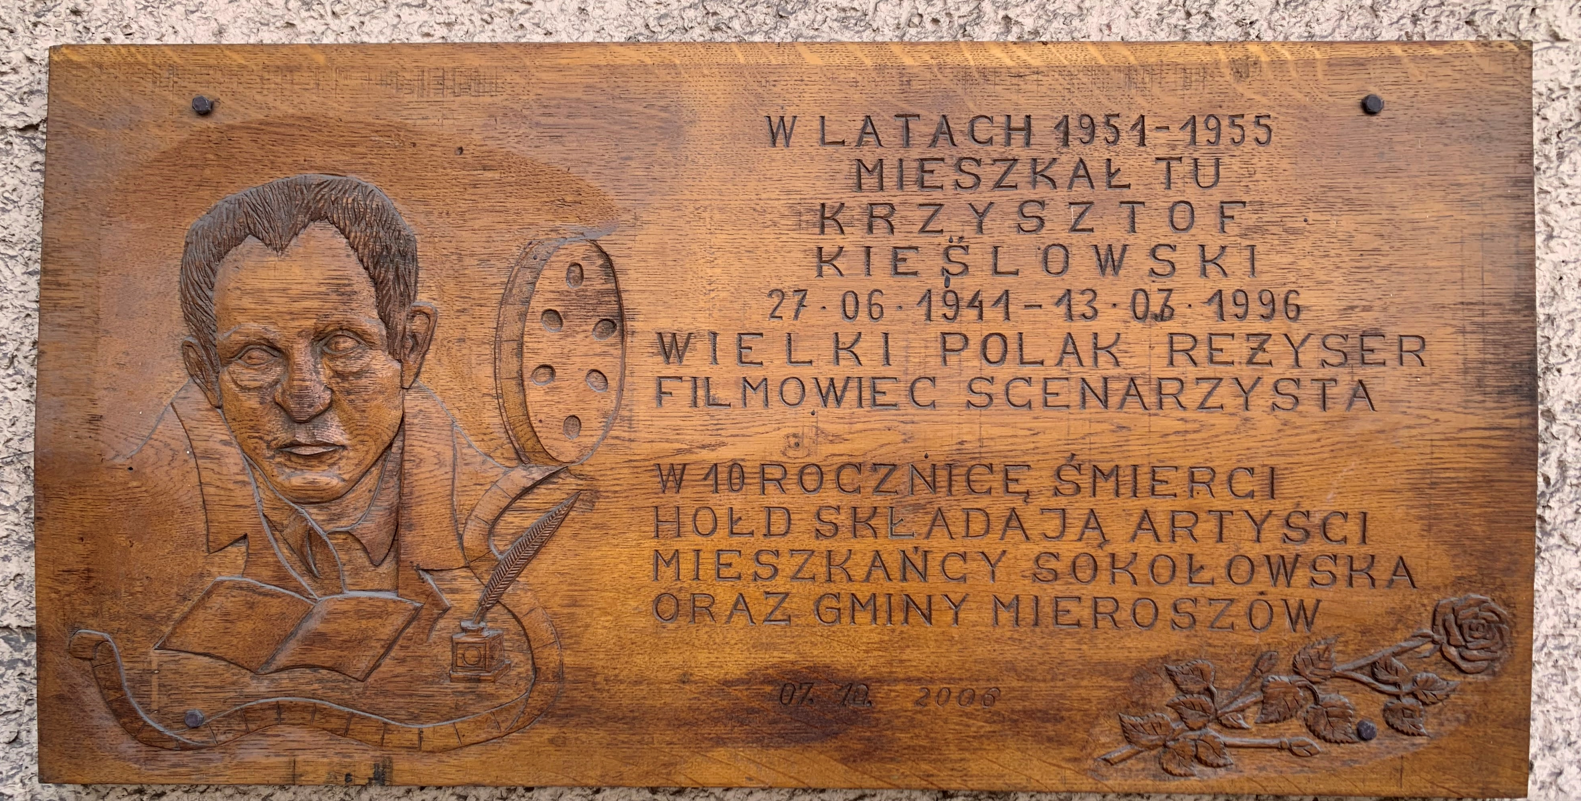 W LATACH 1951-1955
MIESZKAŁ TU
KRZYSZTOF
KIEŚLOWSKI
27·06·1941-13·03·1996
WIELKI POLAK REŻYSER
FILMOWIEC SCENARZYSTA
W 10 ROCZNICĘ ŚMIERCI
HOŁD SKŁADAJĄ ARTYŚCI
MIESZKAŃCY SOKOŁOWSKA
ORAZ GMINY MIEROSZÓW
07. 10. 2006